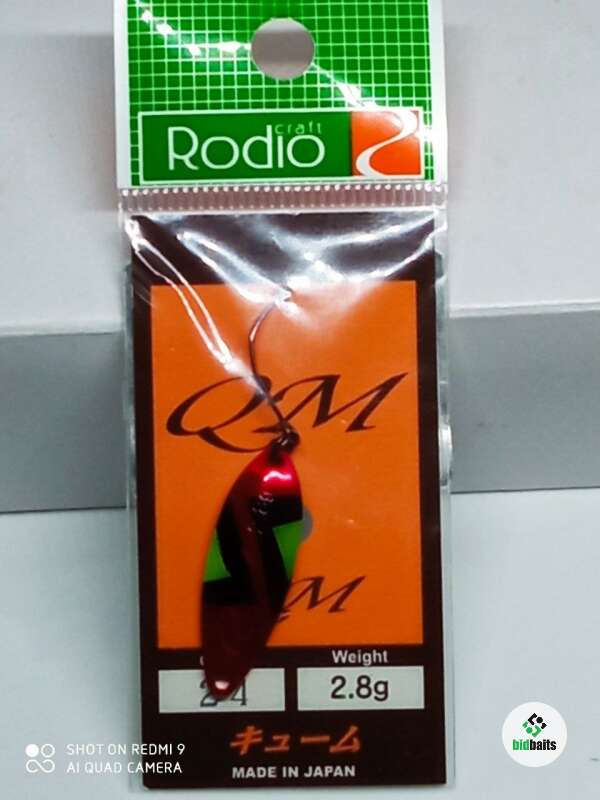 craft
Rodio
QM
QM
Weight
2.8g
キューム
MADE IN JAPAN
SHOT ON REDMI 9
AI QUAD CAMERA
bidbaits